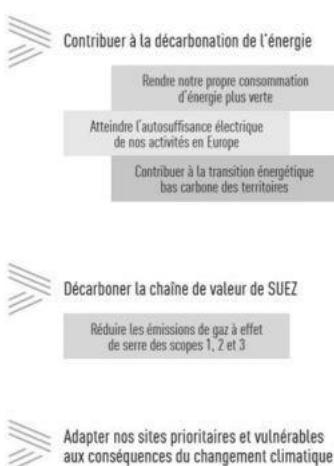 Contribuer à la décarbonation de l'énergie
Rendre notre propre consommation
d'énergie plus verte
Atteindre l'autosuffisance électrique
de nos activités en Europe
Contribuer à la transition énergétique
bas carbone des territoires
Décarboner la chaîne de valeur de SUEZ
Réduire les émissions de gaz à effet
de serre des scopes 1, 2 et 3
Adapter nos sites prioritaires et vulnérables
aux conséquences du changement climatique